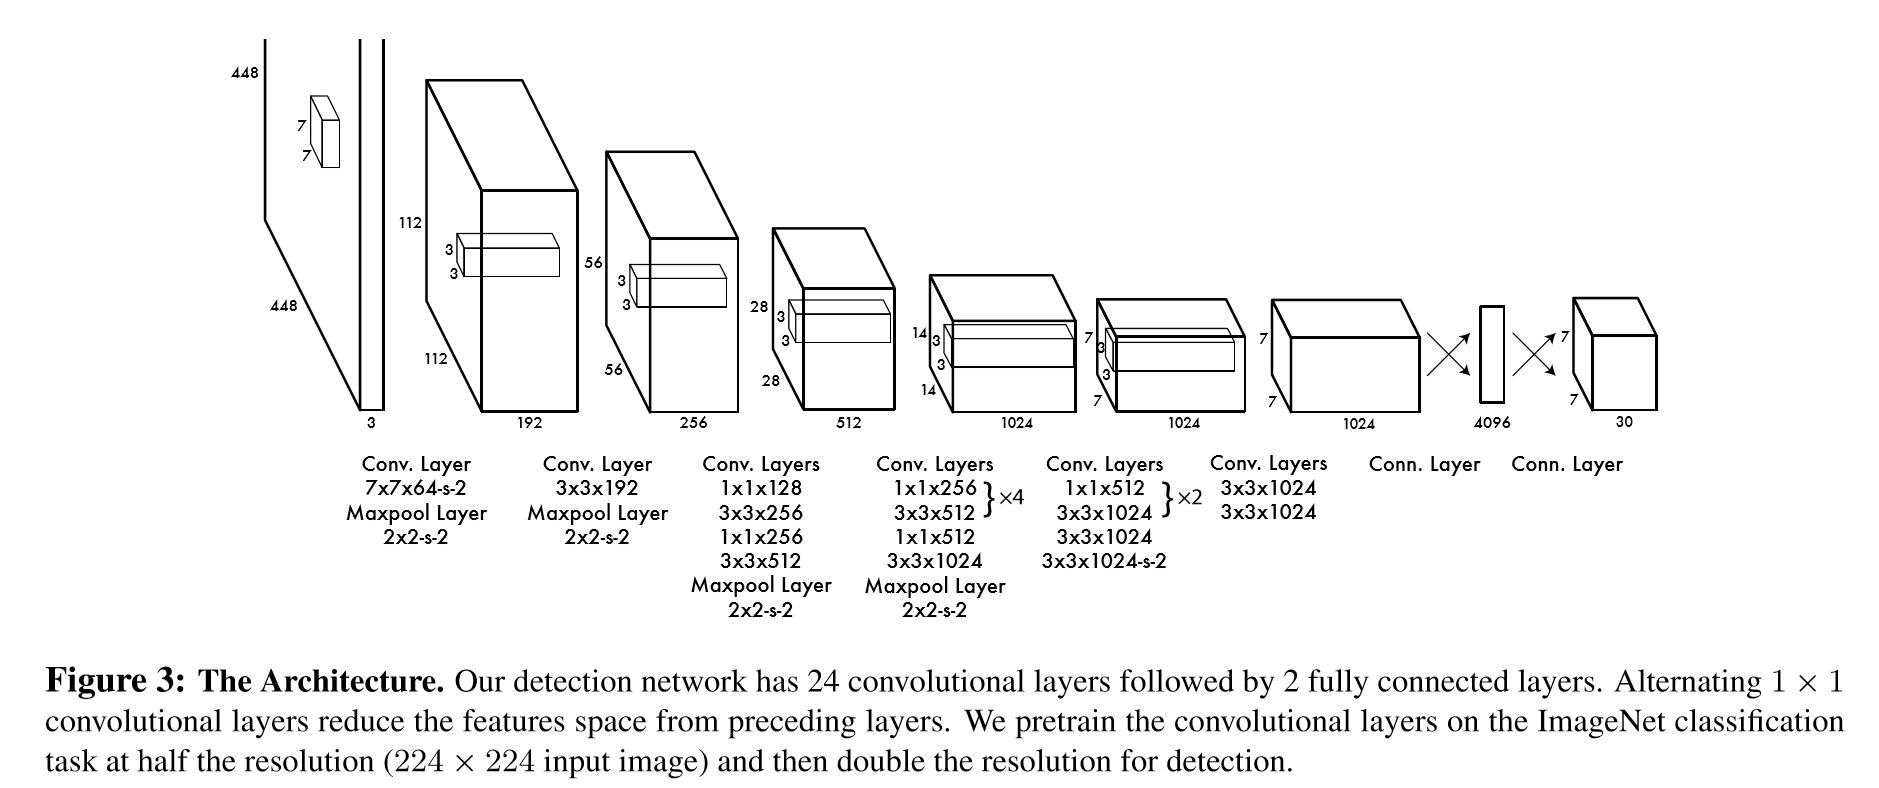 448
7
7
448
3
112
3
3
112
192
56
3
3
56
256
28
3
3
28
512
14
3
3
14
1024
7
3
3
7
1024
7
7
1024
4096
7
7
30
Conv. Layer
7x7x64-s-2
Maxpool Layer
2x2-s-2
Conv. Layer
3x3x192
Maxpool Layer
2x2-s-2
Conv. Layers
1x1x128
3x3x256
1x1x256
3x3x512
Maxpool Layer
2x2-s-2
Conv. Layers
1x1x256
3x3x512
}×4
1x1x512
3x3x1024
Maxpool Layer
2x2-s-2
Conv. Layers
1x1x512
3x3x1024
}×2
3x3x1024
3x3x1024-s-2
Conv. Layers
3x3x1024
3x3x1024
Conn. Layer
Conn. Layer
Figure 3: The Architecture. Our detection network has 24 convolutional layers followed by 2 fully connected layers. Alternating 1 × 1
convolutional layers reduce the features space from preceding layers. We pretrain the convolutional layers on the ImageNet classification
task at half the resolution (224 × 224 input image) and then double the resolution for detection.